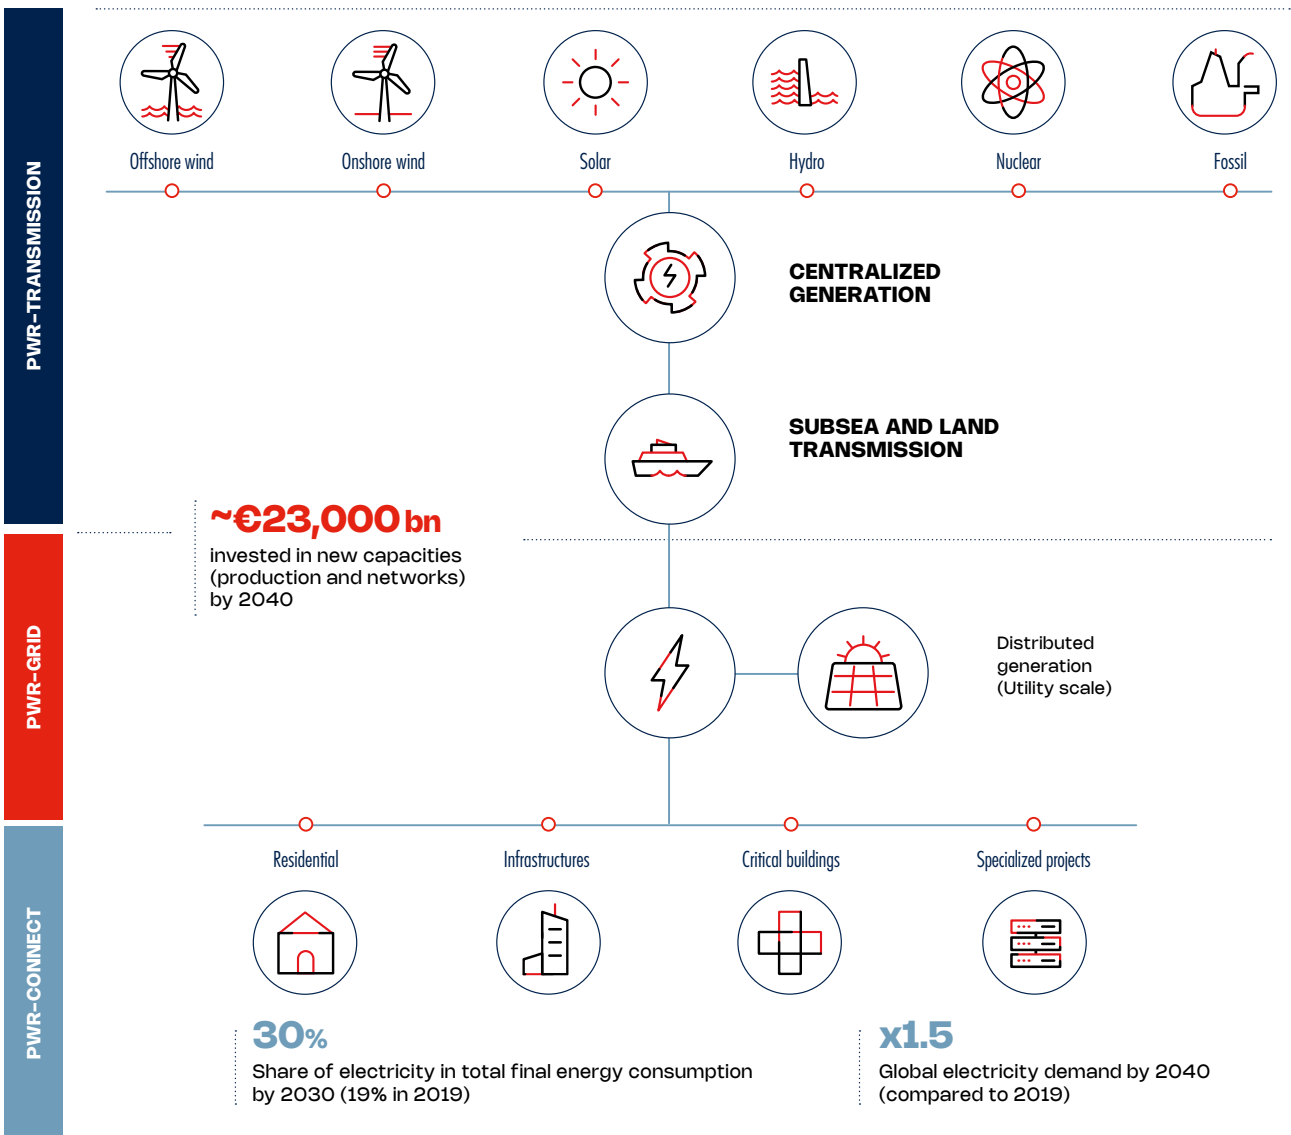 PWR-TRANSMISSION
Offshore wind
Onshore wind
Solar
Hydro
Nuclear
Fossil
CENTRALIZED
GENERATION
SUBSEA AND LAND
TRANSMISSION
~€23,000 bn
invested in new capacities
(production and networks)
by 2040
PWR-GRID
Distributed
generation
(Utility scale)
PWR-CONNECT
Residential
Infrastructures
Critical buildings
Specialized projects
30%
Share of electricity in total final energy consumption
by 2030 (19% in 2019)
x1.5
Global electricity demand by 2040
(compared to 2019)